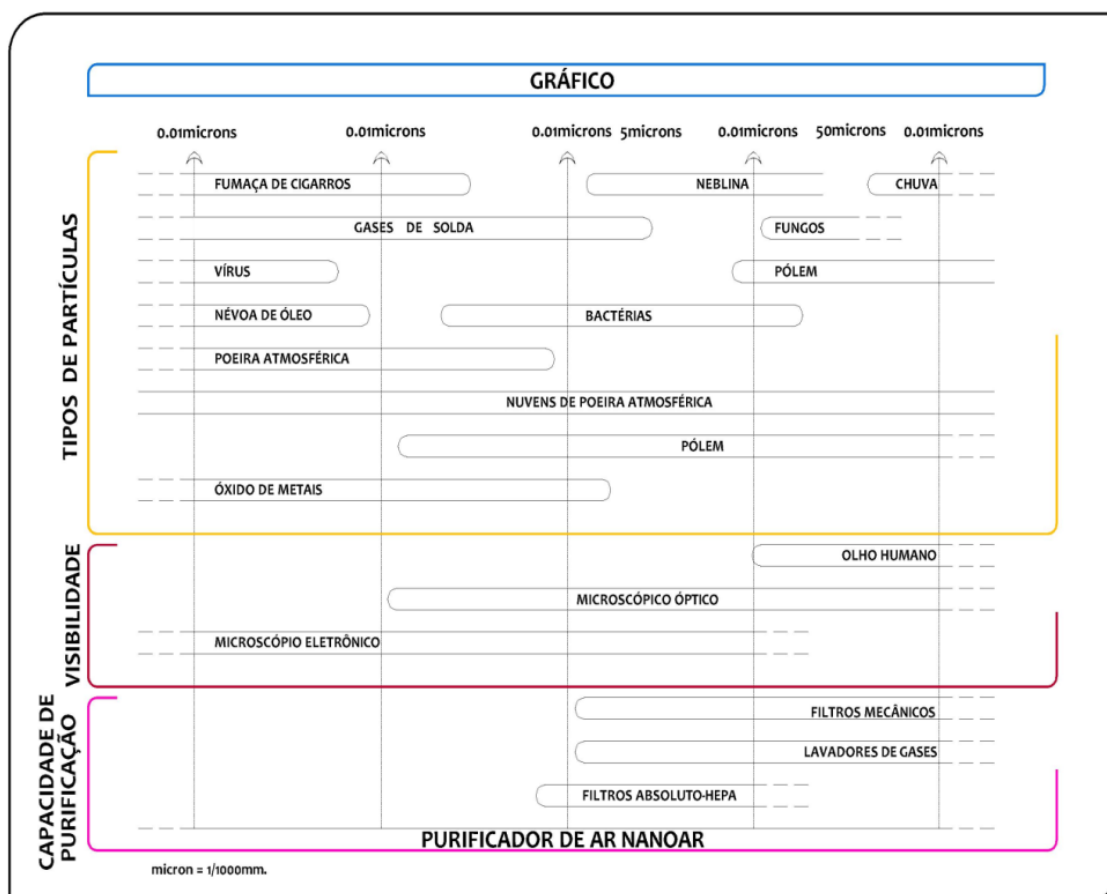 GRÁFICO
0.01microns 0.01microns 0.01microns 5microns 0.01microns 50microns 0.01microns
TIPOS DE PARTÍCULAS
FUMAÇA DE CIGARROS NEBLINA CHUVA
GASES DE SOLDA FUNGOS
VÍRUS PÓLEM
NÉVOA DE ÓLEO BACTÉRIAS
POEIRA ATMOSFÉRICA
NUVENS DE POEIRA ATMOSFÉRICA
PÓLEM
ÓXIDO DE METAIS
VISIBILIDADE
OLHO HUMANO
MICROSCÓPICO ÓPTICO
MICROSCÓPIO ELETRÔNICO
CAPACIDADE DE
PURIFICAÇÃO
FILTROS MECÂNICOS
LAVADORES DE GASES
FILTROS ABSOLUTO-HEPA
PURIFICADOR DE AR NANOAR
micron = 1/1000mm.